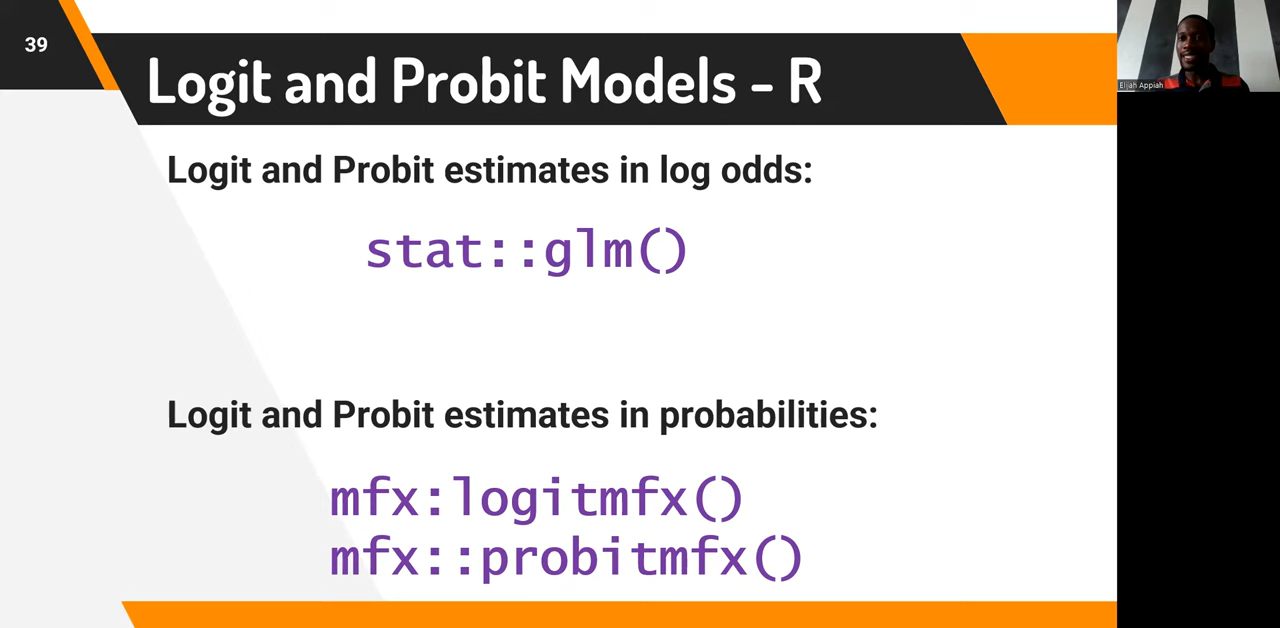 39
Logit and Probit Models - R
Elijah Appiah
Logit and Probit estimates in log odds:
stat::glm()
Logit and Probit estimates in probabilities:
mfx:logitmfx()
mfx::probitmfx()